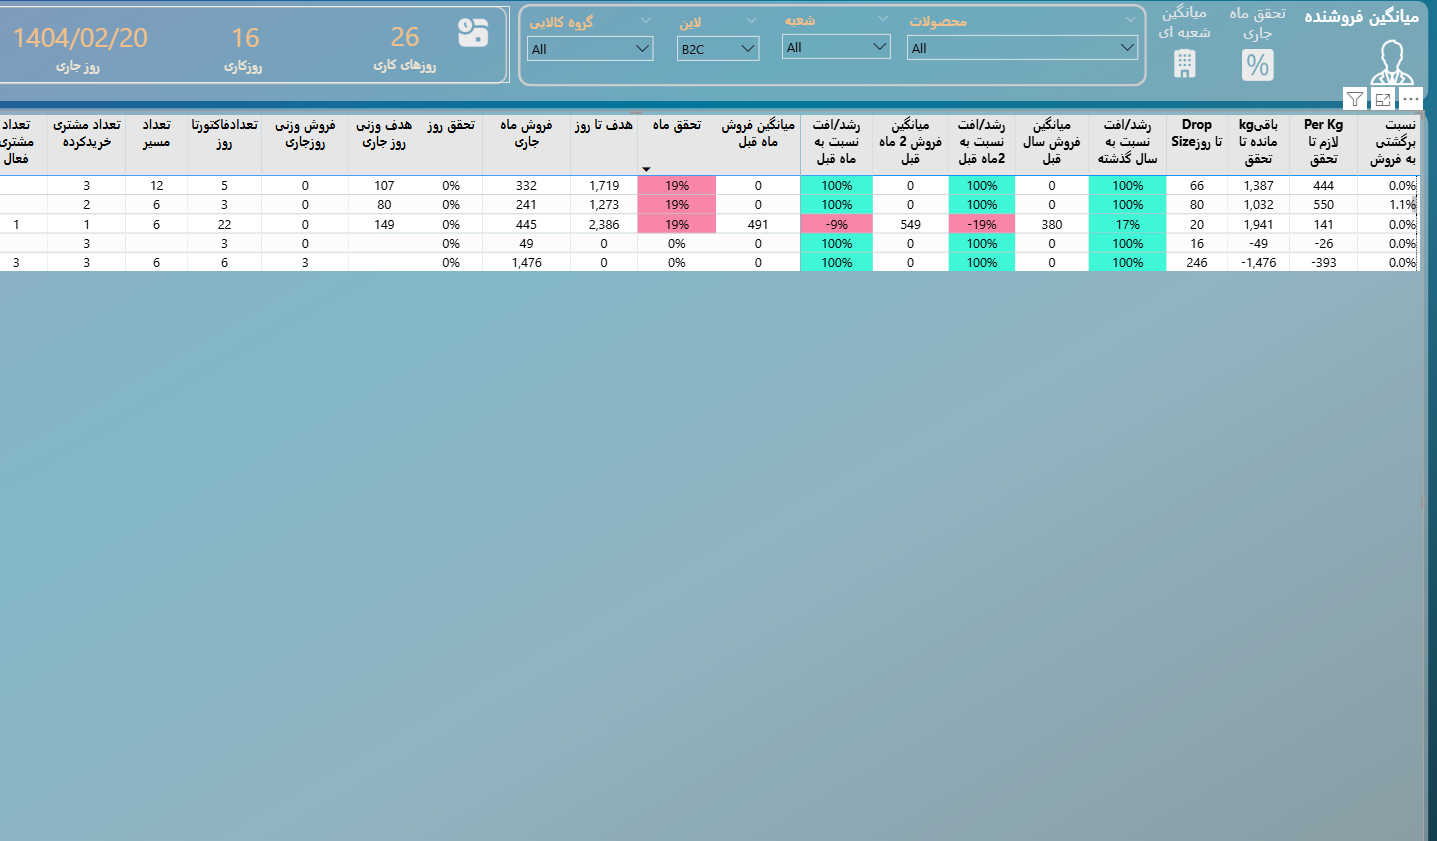 میانگین فروشنده
تحقق ماه
جاری
%
میانگین
شعبه ای
محصولات
All
شعبه
All
لاین
B2C
گروه کالایی
All
26
روزهای کاری
16
روزکاری
1404/02/20
روز جاری
تعداد
مشتری
فعال
تعداد مشتری
خریدکرده
تعداد
مسیر
تعدادفاکتورتا
روز
فروش وزنی
روزجاری
هدف وزنی
روز جاری
تحقق روز
فروش ماه
جاری
هدف تا روز
تحقق ماه
میانگین فروش
ماه قبل
رشد/افت
نسبت به
ماه قبل
میانگین
فروش 2 ماه
قبل
رشد/افت
نسبت به
2ماه قبل
میانگین
فروش سال
قبل
رشد/افت
نسبت به
سال گذشته
Drop
Sizeتا روز
باقیkg
مانده تا
تحقق
Per Kg
لازم تا
تحقق
نسبت
برگشتی
به فروش
3 12 5 0 107 0% 332 1,719 19% 0 100% 0 100% 0 100% 66 1,387 444 0.0%
2 6 3 0 80 0% 241 1,273 19% 0 100% 0 100% 0 100% 80 1,032 550 1.1%
1 1 6 22 0 149 0% 445 2,386 19% 491 -9% 549 -19% 380 17% 20 1,941 141 0.0%
3 3 0 0% 49 0 0% 0 100% 0 100% 0 100% 16 -49 -26 0.0%
3 3 6 6 3 0% 1,476 0 0% 0 100% 0 100% 0 100% 246 -1,476 -393 0.0%